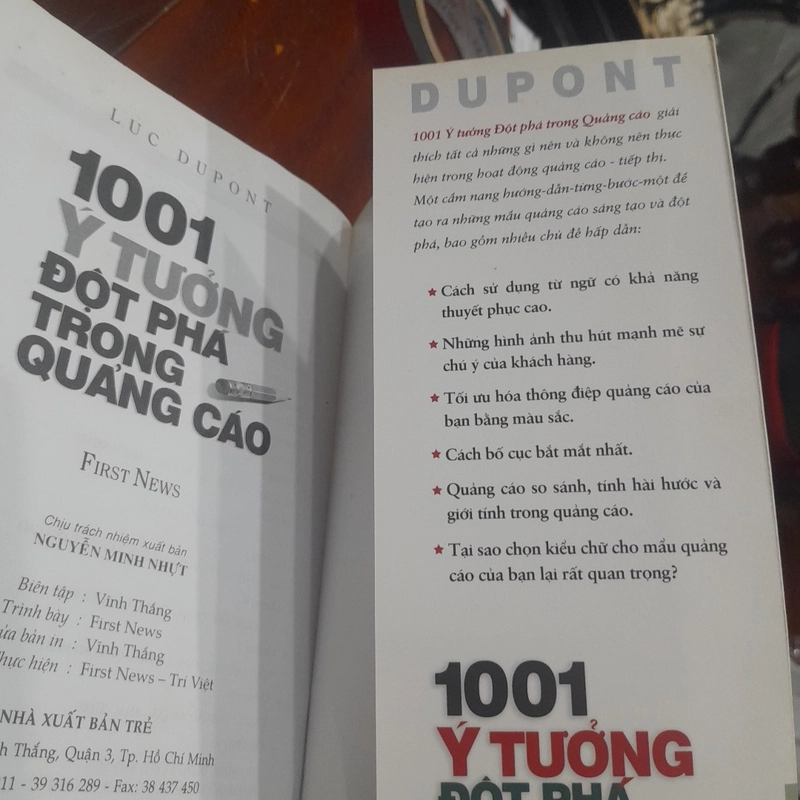 LUC DUPONT
1001
Ý TƯỞNG
ĐỘT PHÁ
TRONG
QUẢNG CÁO
FIRST NEWS
Chịu trách nhiệm xuất bản
NGUYỄN MINH NHỰT
Biên tập : Vinh Thắng
Trình bày : First News
bản in : Vinh Thắng
hực hiện : First News – Trí Việt
NHÀ XUẤT BẢN TRẺ
h Thắng, Quận 3, Tp. Hồ Chí Minh
11 - 39 316 289 - Fax: 38 437 450
DUPONT
1001 Ý tưởng Đột phá trong Quảng cáo giải
thích tất cả những gì nên và không nên thực
hiện trong hoạt động quảng cáo - tiếp thị.
Một cẩm nang hướng-dẫn-từng-bước-một để
tạo ra những mẩu quảng cáo sáng tạo và đột
phá, bao gồm nhiều chủ đề hấp dẫn:
★ Cách sử dụng từ ngữ có khả năng
thuyết phục cao.
★ Những hình ảnh thu hút mạnh mẽ sự
chú ý của khách hàng.
★ Tối ưu hóa thông điệp quảng cáo của
bạn bằng màu sắc.
★ Cách bố cục bắt mắt nhất.
★ Quảng cáo so sánh, tính hài hước và
giới tính trong quảng cáo.
★ Tại sao chọn kiểu chữ cho mẩu quảng
cáo của bạn lại rất quan trọng?
1001
Ý TƯỞNG
ĐỘT PHÁ